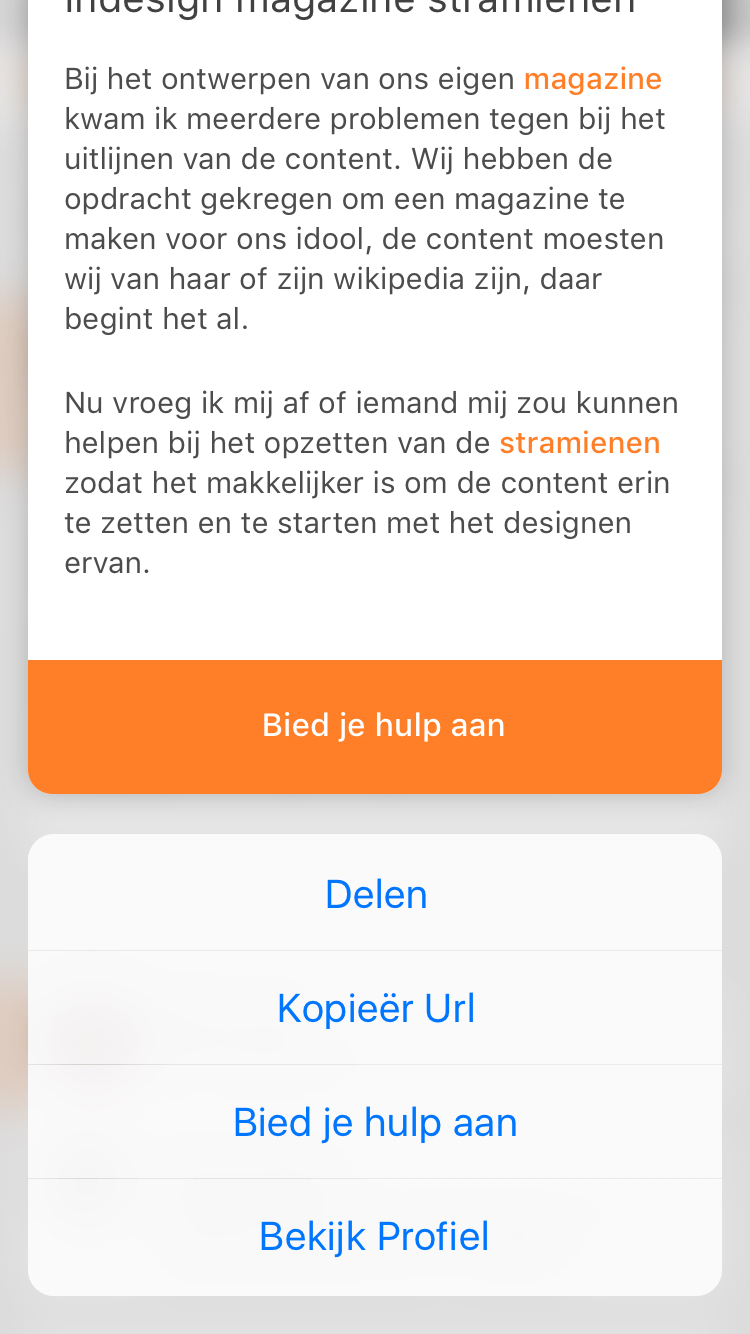 Indesign magazine stramienen
Bij het ontwerpen van ons eigen magazine
kwam ik meerdere problemen tegen bij het
uitlijnen van de content. Wij hebben de
opdracht gekregen om een magazine te
maken voor ons idool, de content moesten
wij van haar of zijn wikipedia zijn, daar
begint het al.
Nu vroeg ik mij af of iemand mij zou kunnen
helpen bij het opzetten van de stramienen
zodat het makkelijker is om de content erin
te zetten en te starten met het designen
ervan.
Bied je hulp aan
Delen
Kopieër Url
Bied je hulp aan
Bekijk Profiel